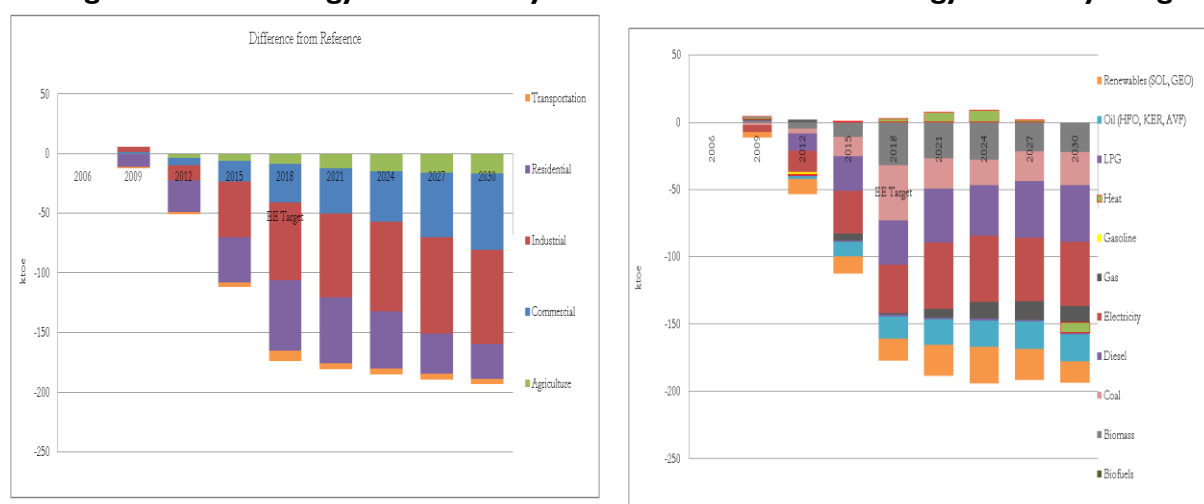 Difference from Reference
50
0
-50
-100
-150
-200
-250
ktoe
2006
2009
2012
2015
2018
2021
2024
2027
2030
EE Target
Transportation
Residential
Industrial
Commercial
Agriculture
50
0
-50
-100
-150
-200
-250
ktoe
2006
2009
2012
2015
2018
2021
2024
2027
2030
EE Target
Renewables (SOL, GEO)
Oil (HFO, KER, AVF)
LPG
Heat
Gasoline
Gas
Electricity
Diesel
Coal
Biomass
Biofuels